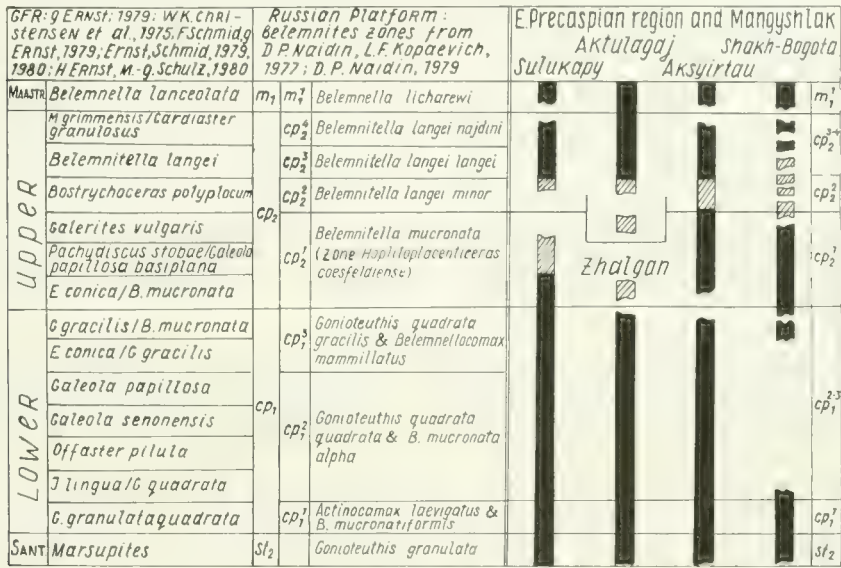 GFR: g ERNST, 1979; W K. Chri-
stensen et al., 1975, F Schmid, g
Ernst, 1979; Ernst, Schmid, 1979,
1980; H Ernst, M.-g. Schulz, 1980
Russian Platform:
belemnites zones from
D P. Naidin, L.F. Kopaevich,
1977; D. P. Naidin, 1979
E. Precaspian region and Mangyshlak
Aktulagaj Shakh-Bogota
Sulukapy Aksyirtau
MAASTR Belemnella lanceolata m1 m1^1 Belemnella licharewi m1^1
UPPER
M grimmensis/Cardiaster
granulosus
cp2^4 Belemnitella langei najdini
cp2^3-4
Belemnitella langei cp2^3 Belemnitella langei langei
Bostrychoceras polyplocum cp2^2 Belemnitella langei minor cp2^2
cp2
Galerites vulgaris
Pachydiscus stobae/Galeola
papillosa basiplana
E conica/B. mucronata
cp2^1
Belemnitella mucronata
(zone Hoplitoplacenticeras
coesfeldiense)
Zhalgan
cp2^1
LOWER
G gracilis/B. mucronata
E conica/G gracilis
cp1^3
Gonioteuthis quadrata
gracilis & Belemnellocamax
mammillatus
Galeola papillosa
Galeola senonensis
Offaster pilula
J lingua/G quadrata
cp1
cp1^2
Gonioteuthis quadrata
quadrata & B. mucronata
alpha
cp1^2-3
G. granulataquadrata
cp1^1
Actinocamax laevigatus &
B. mucronatiformis
cp1^1
SANT Marsupites st2 Gonioteuthis granulata st2